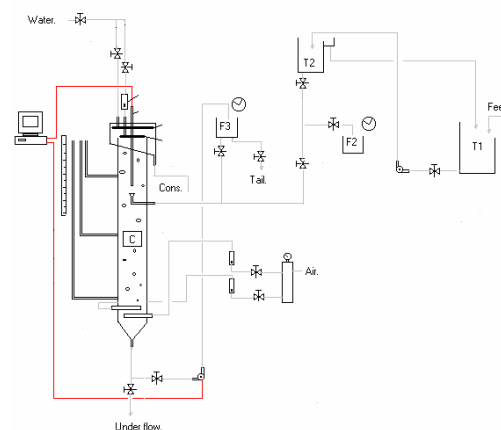 Water.
T2
Fee
F3
F2
T1
Tail.
Cons.
C
Air.
Under flow.